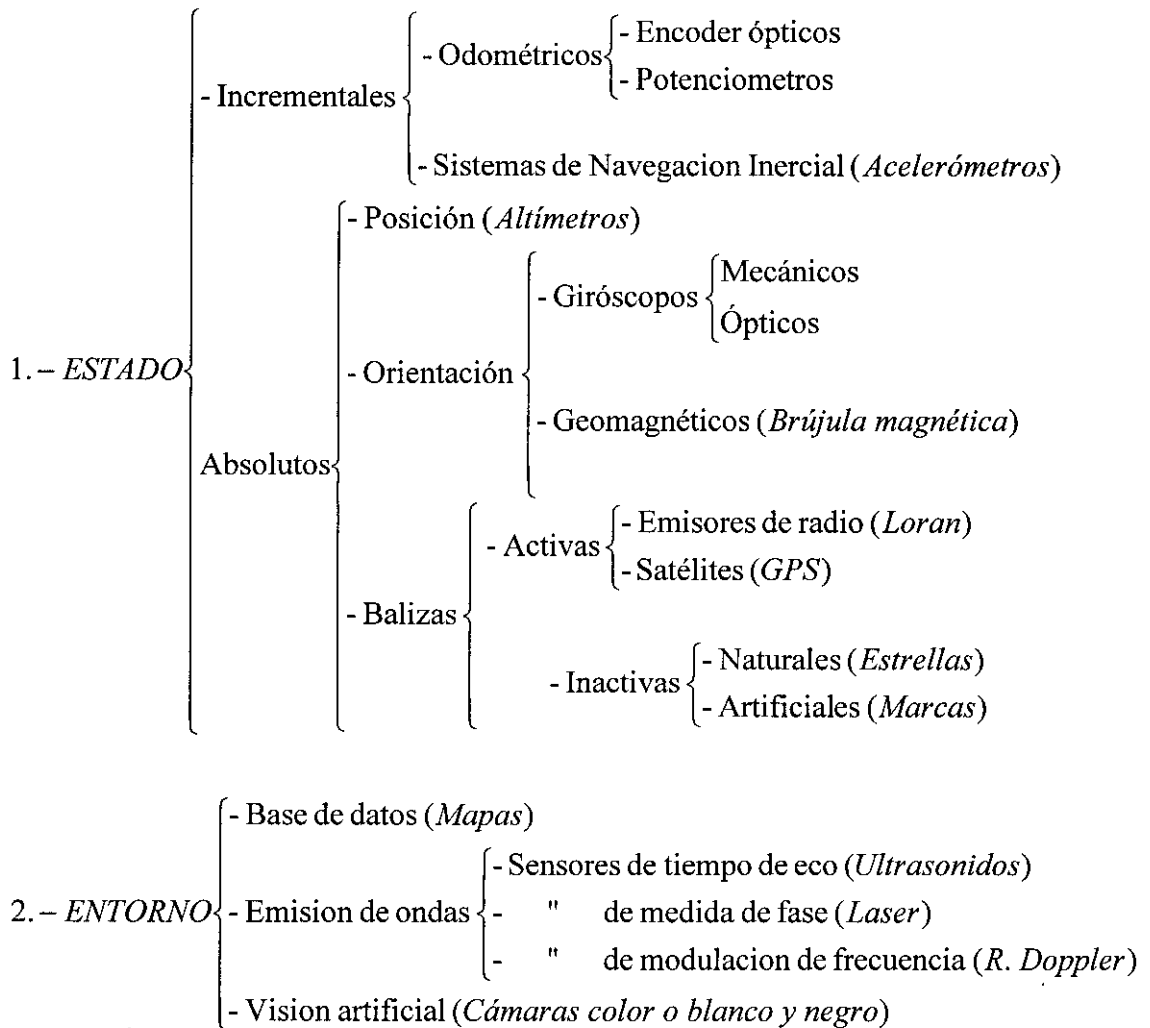 - Encoder ópticos
- Odométricos
- Potenciometros
- Incrementales
- Sistemas de Navegacion Inercial (Acelerómetros)
- Posición (Altímetros)
Mecánicos
- Giróscopos
Ópticos
1.– ESTADO
- Orientación
- Geomagnéticos (Brújula magnética)
Absolutos
- Emisores de radio (Loran)
- Activas
- Satélites (GPS)
- Balizas
- Naturales (Estrellas)
- Inactivas
- Artificiales (Marcas)
- Base de datos (Mapas)
- Sensores de tiempo de eco (Ultrasonidos)
2.– ENTORNO
- Emision de ondas
- " de medida de fase (Laser)
- " de modulacion de frecuencia (R. Doppler)
- Vision artificial (Cámaras color o blanco y negro)